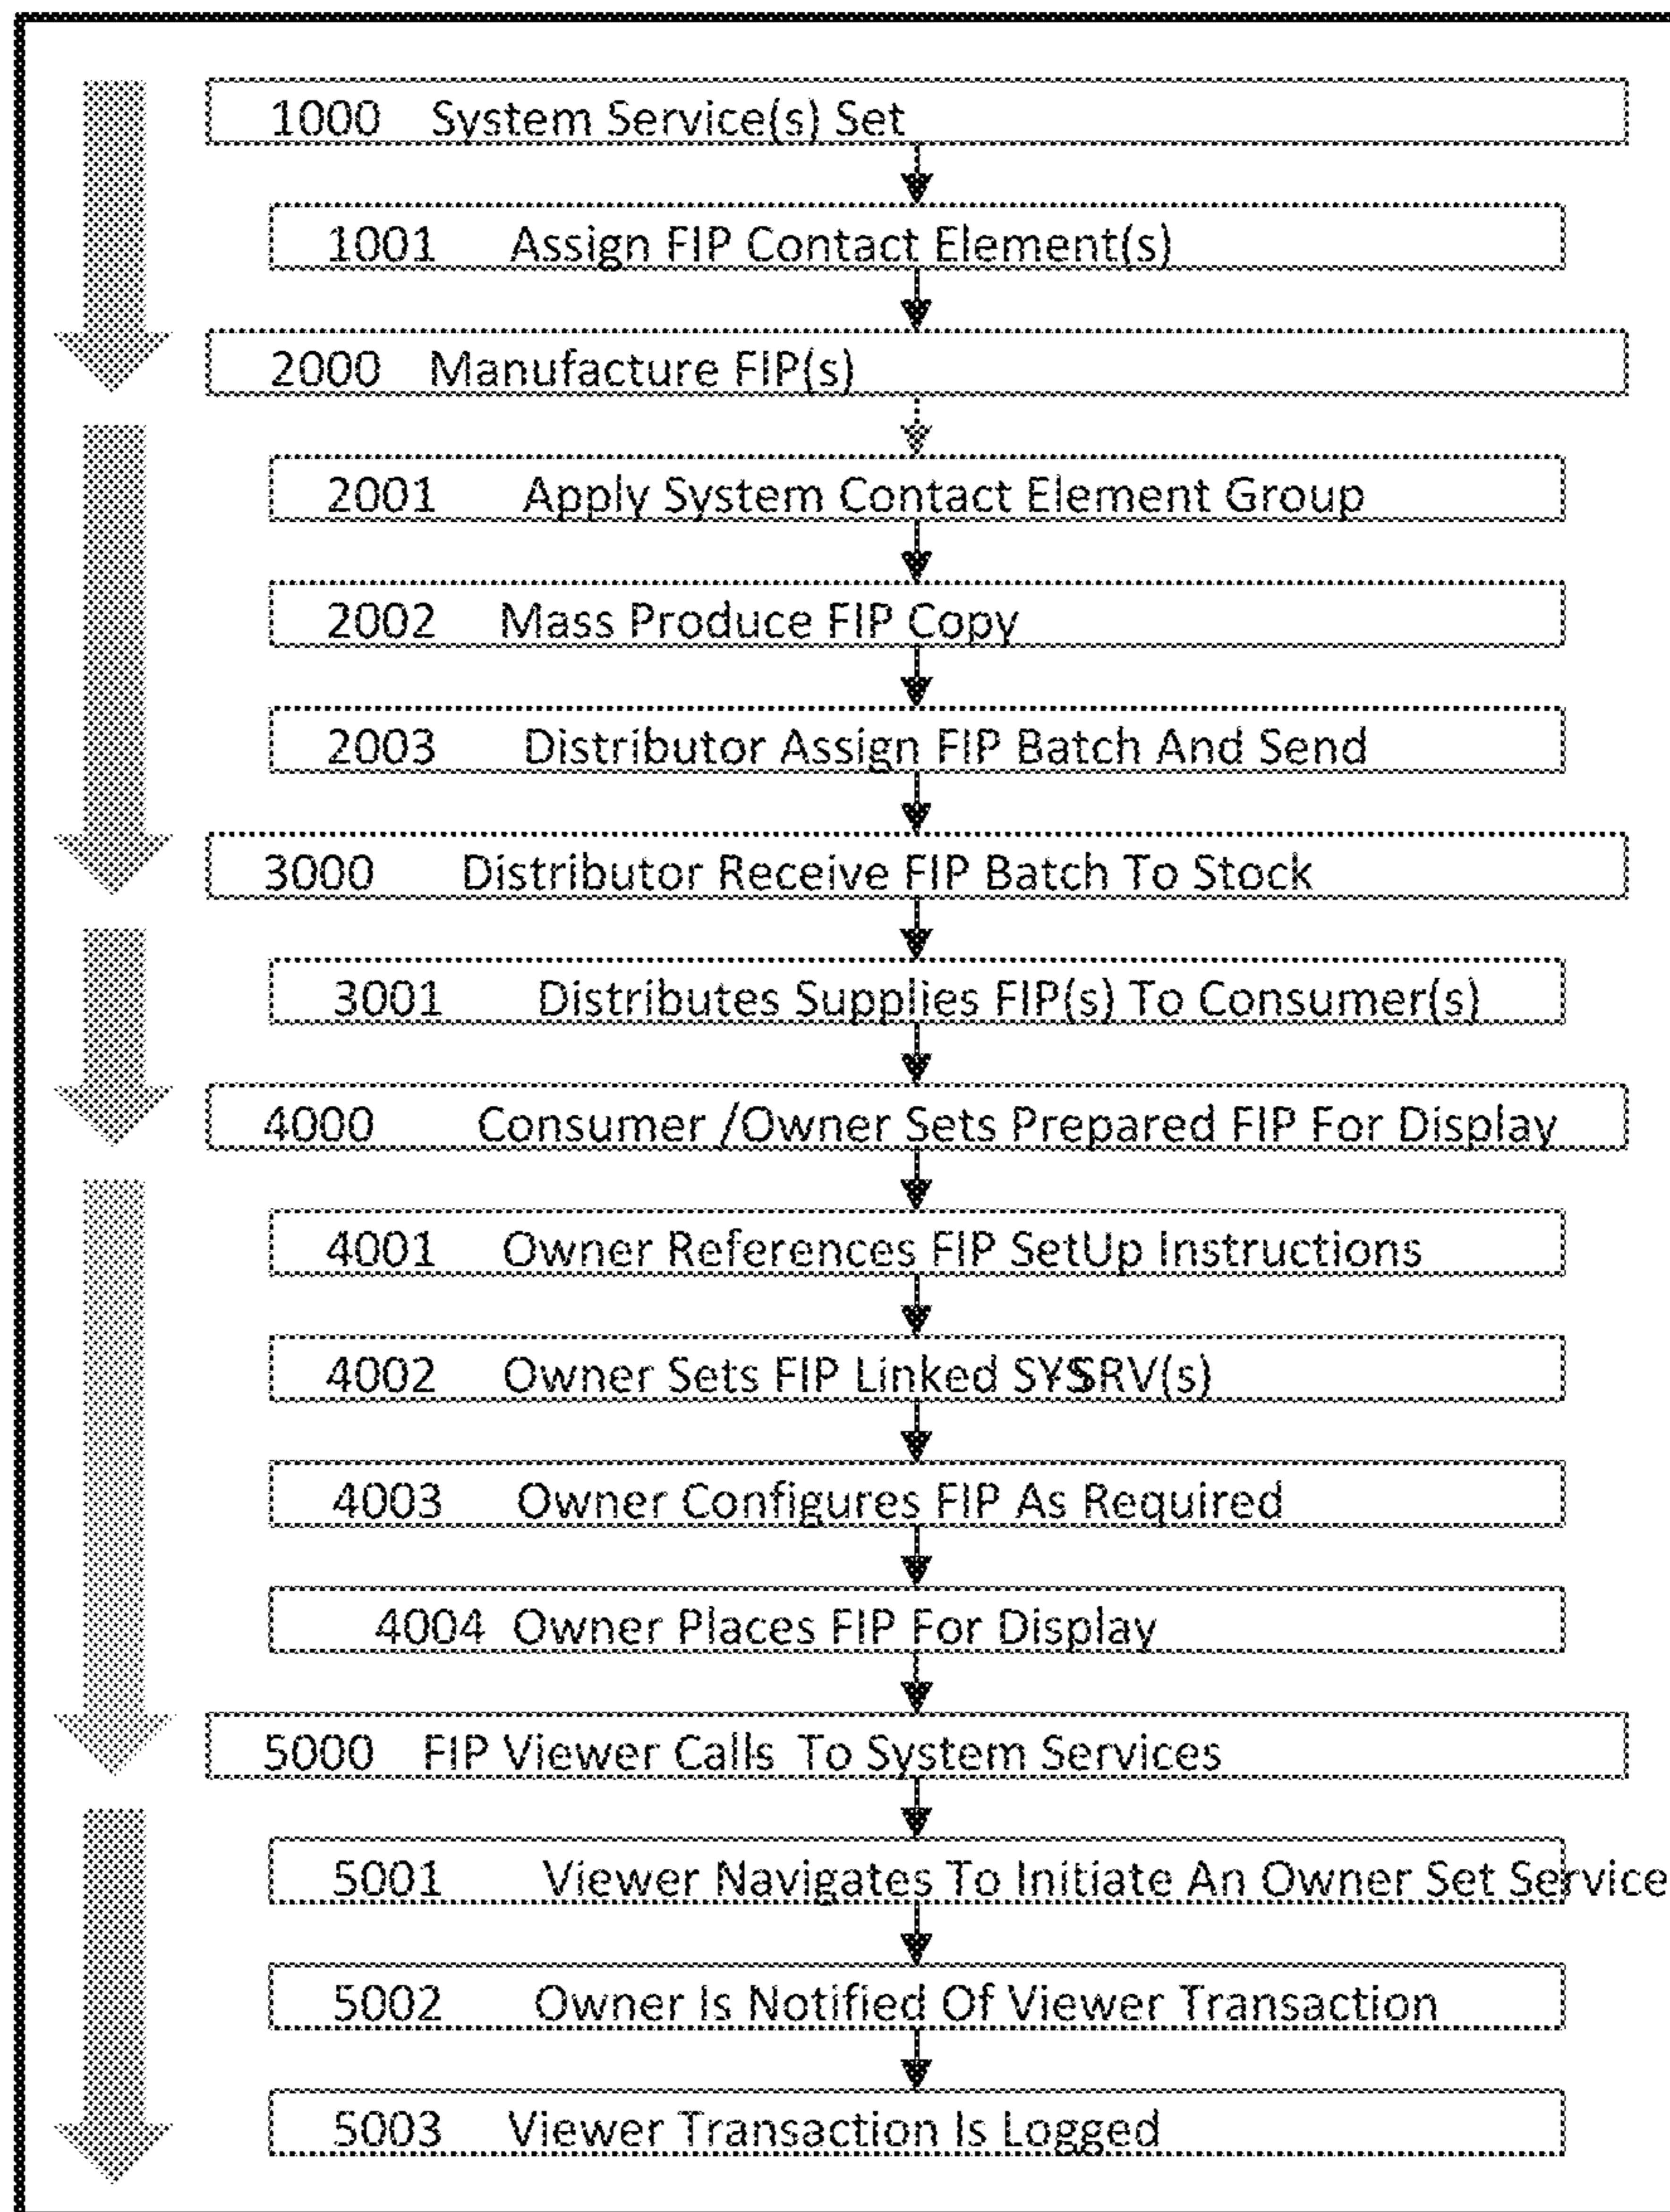 1000 System Service(s) Set
1001 Assign FIP Contact Element(s)
2000 Manufacture FIP(s)
2001 Apply System Contact Element Group
2002 Mass Produce FIP Copy
2003 Distributor Assign FIP Batch And Send
3000 Distributor Receive FIP Batch To Stock
3001 Distributes Supplies FIP(s) To Consumer(s)
4000 Consumer /Owner Sets Prepared FIP For Display
4001 Owner References FIP SetUp Instructions
4002 Owner Sets FIP Linked SYSSRV(s)
4003 Owner Configures FIP As Required
4004 Owner Places FIP For Display
5000 FIP Viewer Calls To System Services
5001 Viewer Navigates To Initiate An Owner Set Service
5002 Owner Is Notified Of Viewer Transaction
5003 Viewer Transaction Is Logged